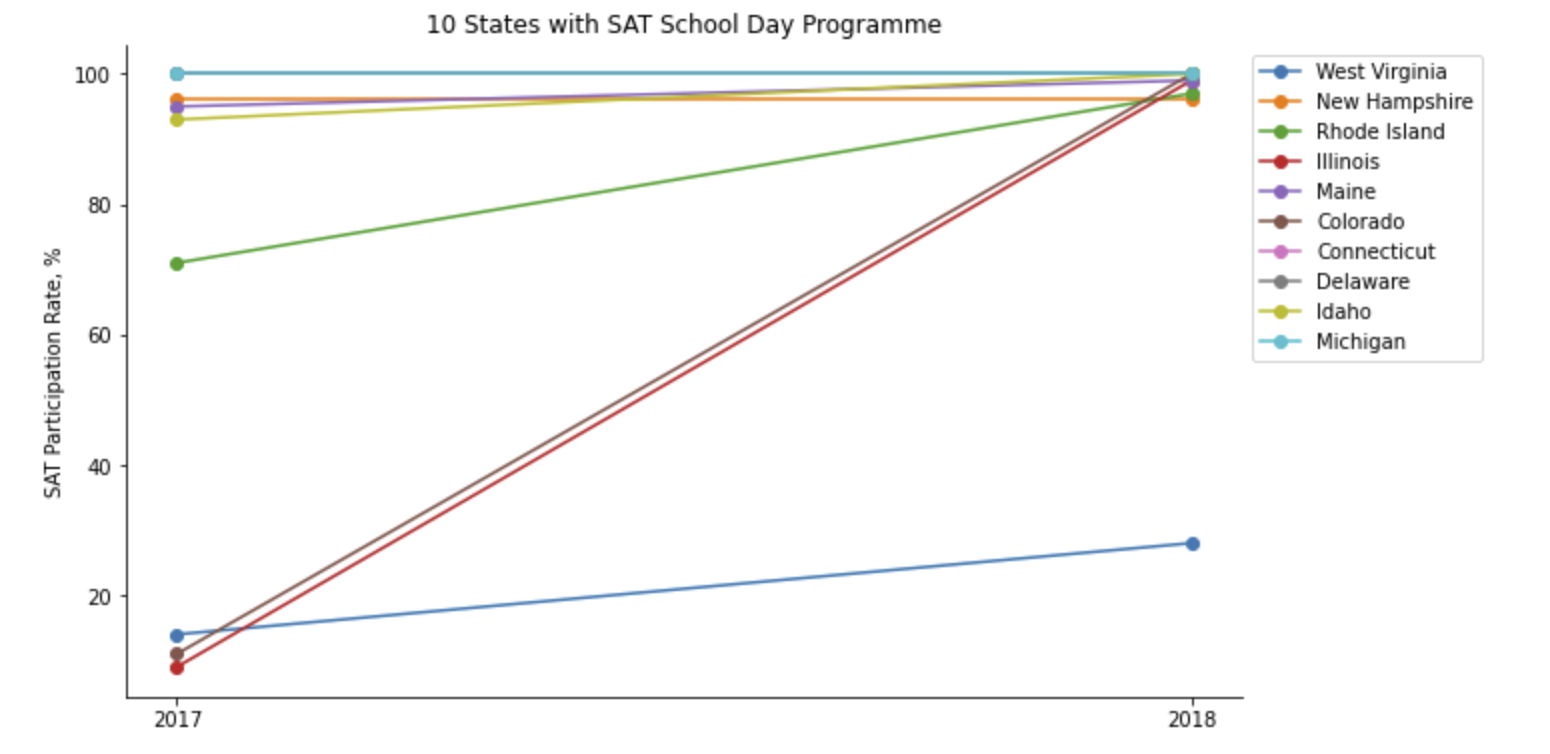 10 States with SAT School Day Programme
SAT Participation Rate, %
100
80
60
40
20
2017
2018
West Virginia
New Hampshire
Rhode Island
Illinois
Maine
Colorado
Connecticut
Delaware
Idaho
Michigan